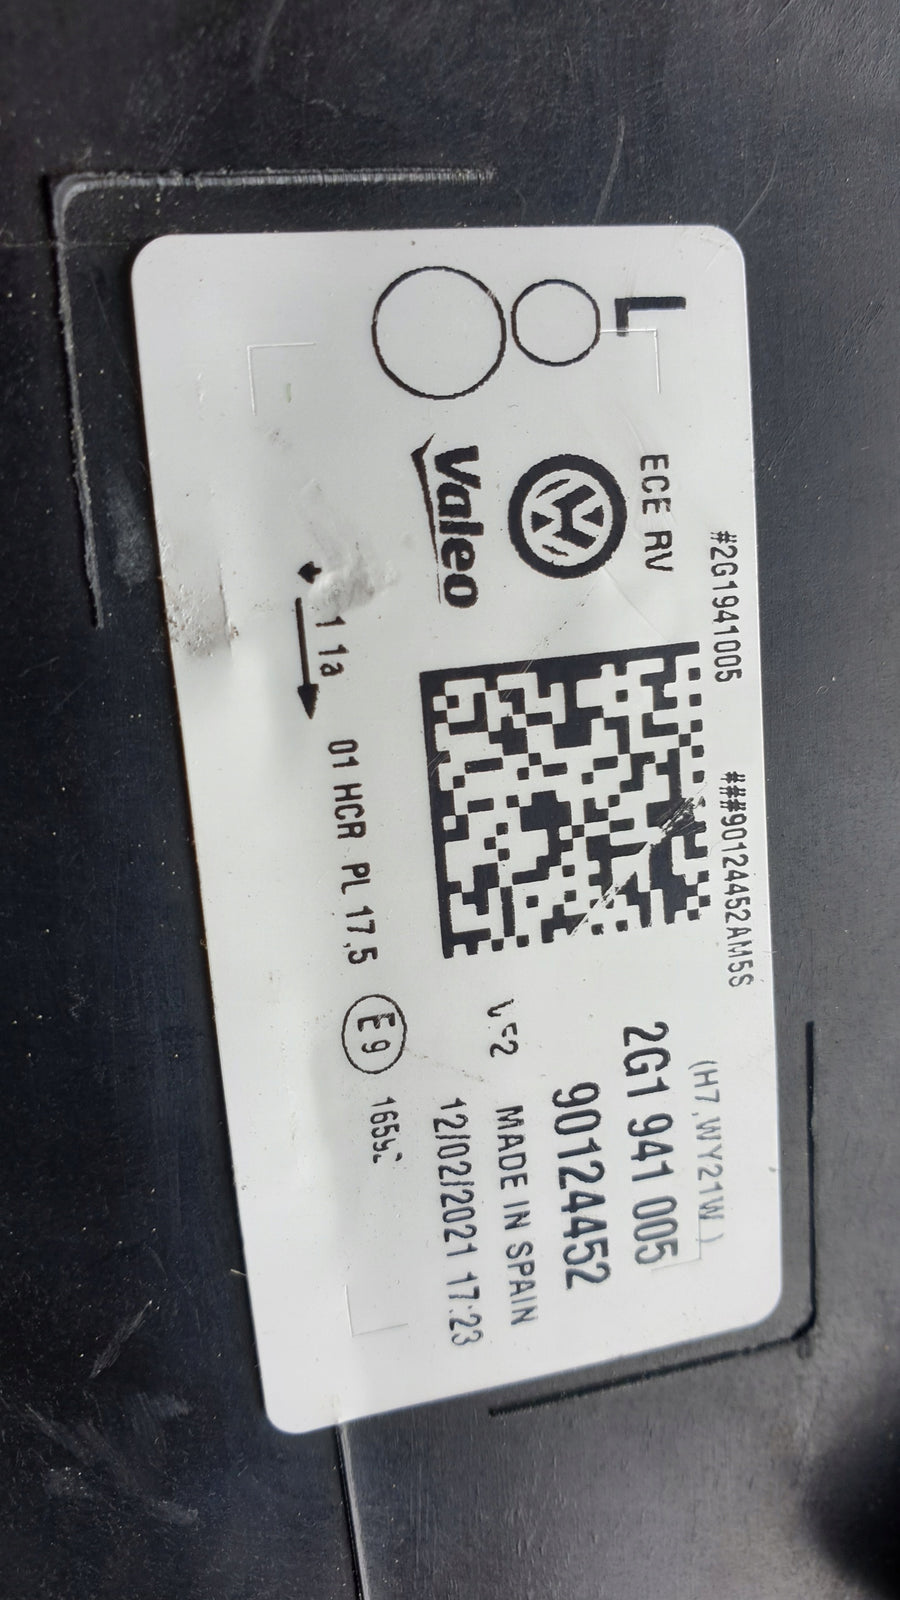 #2G1941005 ###90124452AM5S
L ECE RV (H7,WY21W)
2G1 941 005
90124452
MADE IN SPAIN
Valeo 12/02/2021 17:23
1 1a 01 HCR PL 17,5 E9